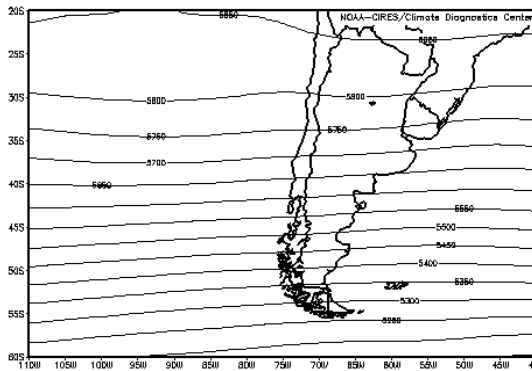 20S
5850
NOAA-CIRES/Climate Diagnostics Center
5850
25S
30S
5800
5800
35S
5750
5750
5700
40S
5650
45S
5550
5500
5450
50S
5400
5350
55S
5300
5250
60S
110W
105W
100W
95W
90W
85W
80W
75W
70W
65W
60W
55W
50W
45W